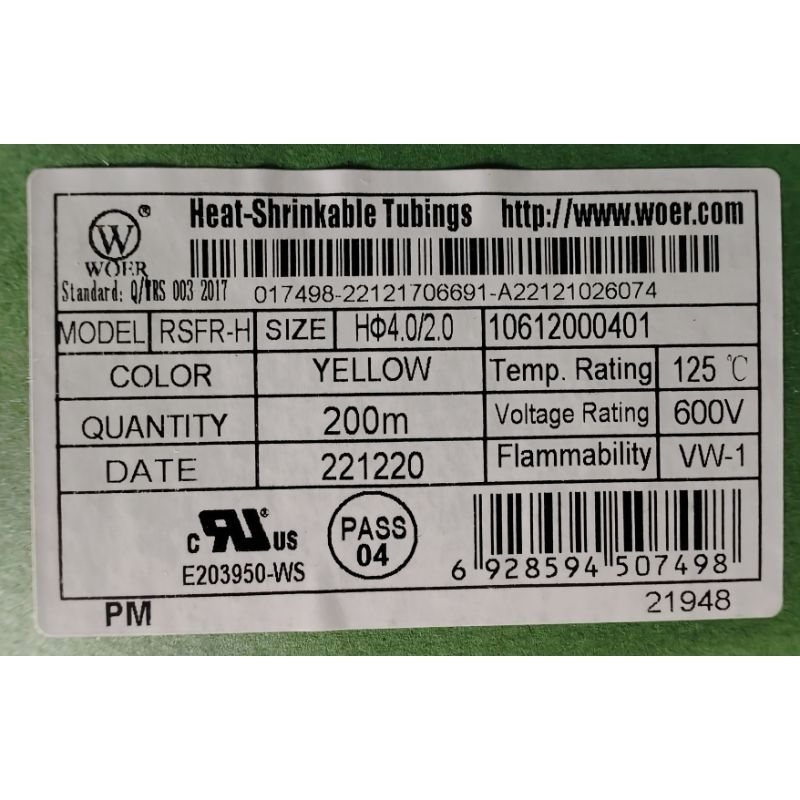 W ®
WOER
Heat-Shrinkable Tubings http://www.woer.com
Standard: Q/WRS 003 2017 017498-22121706691-A22121026074
MODEL RSFR-H SIZE HΦ4.0/2.0 10612000401
COLOR YELLOW Temp. Rating 125 ℃
QUANTITY 200m Voltage Rating 600V
DATE 221220 Flammability VW-1
c RU ® US
E203950-WS
PASS
04
6 928594 507498
PM 21948